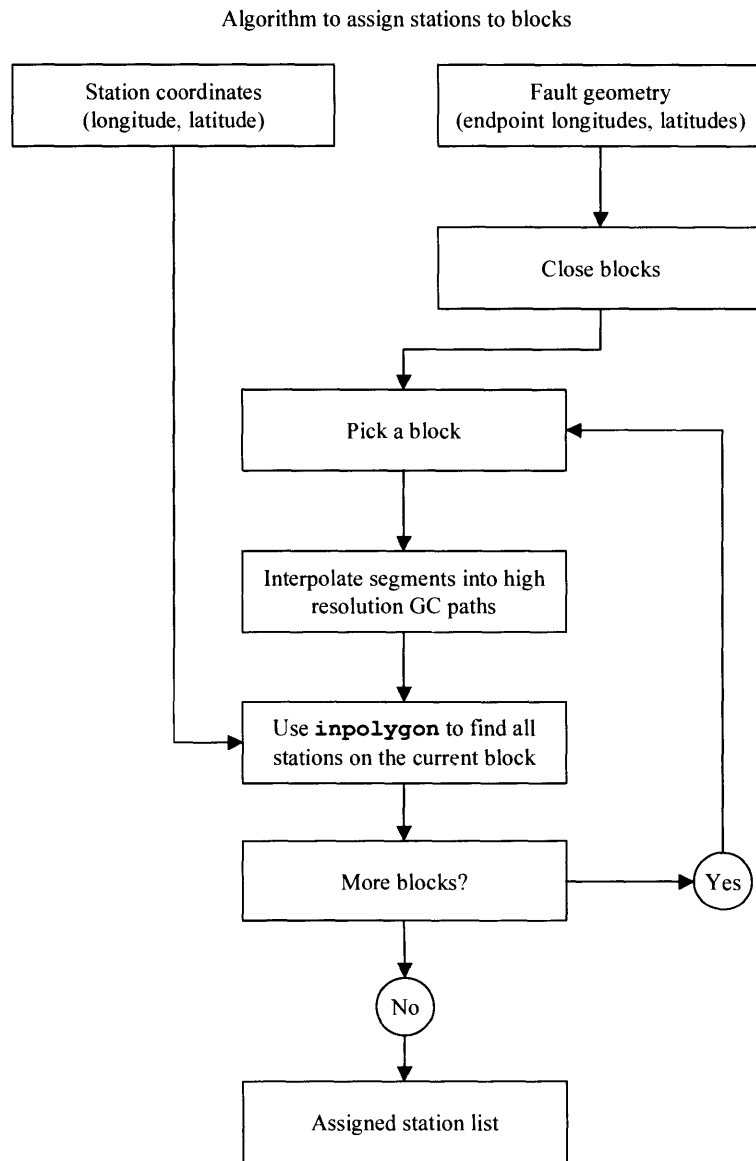 Algorithm to assign stations to blocks
Station coordinates
(longitude, latitude)
Fault geometry
(endpoint longitudes, latitudes)
Close blocks
Pick a block
Interpolate segments into high
resolution GC paths
Use inpolygon to find all
stations on the current block
More blocks?
Yes
No
Assigned station list